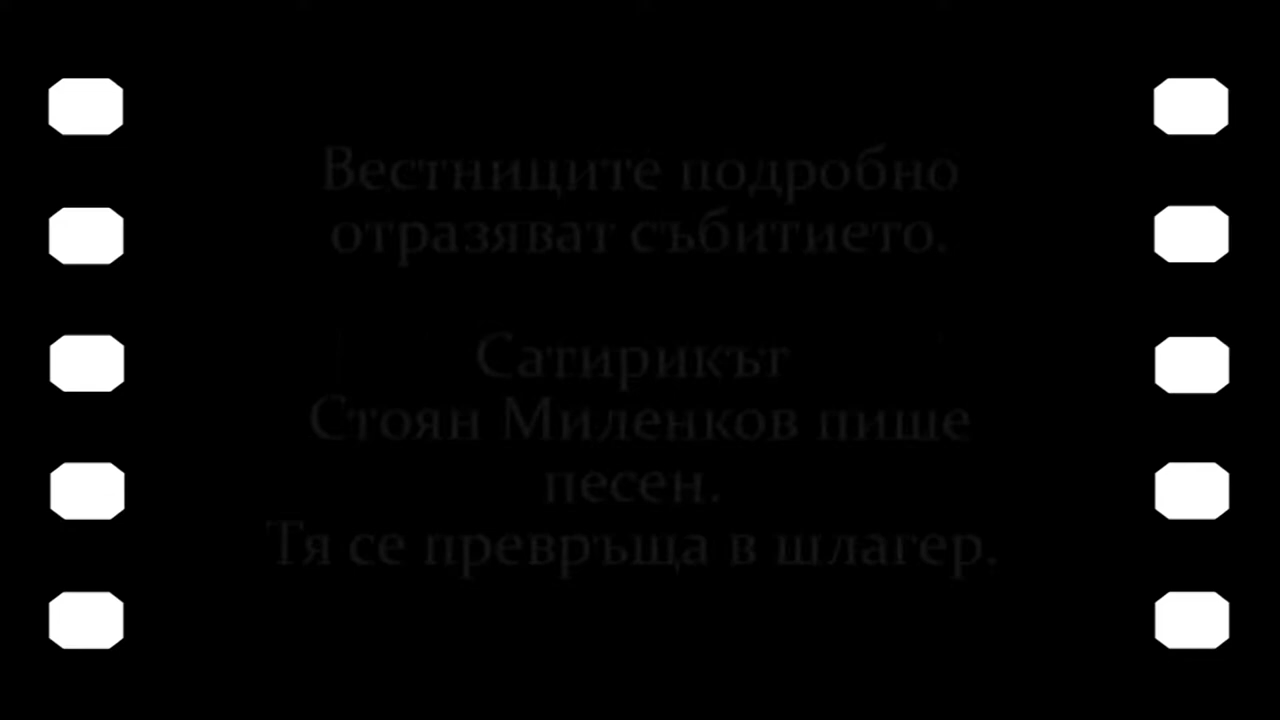 Вестниците подробно
отразяват събитието.
Сатирикът
Стоян Миленков пише
песен.
Тя се превръща в шлагер.